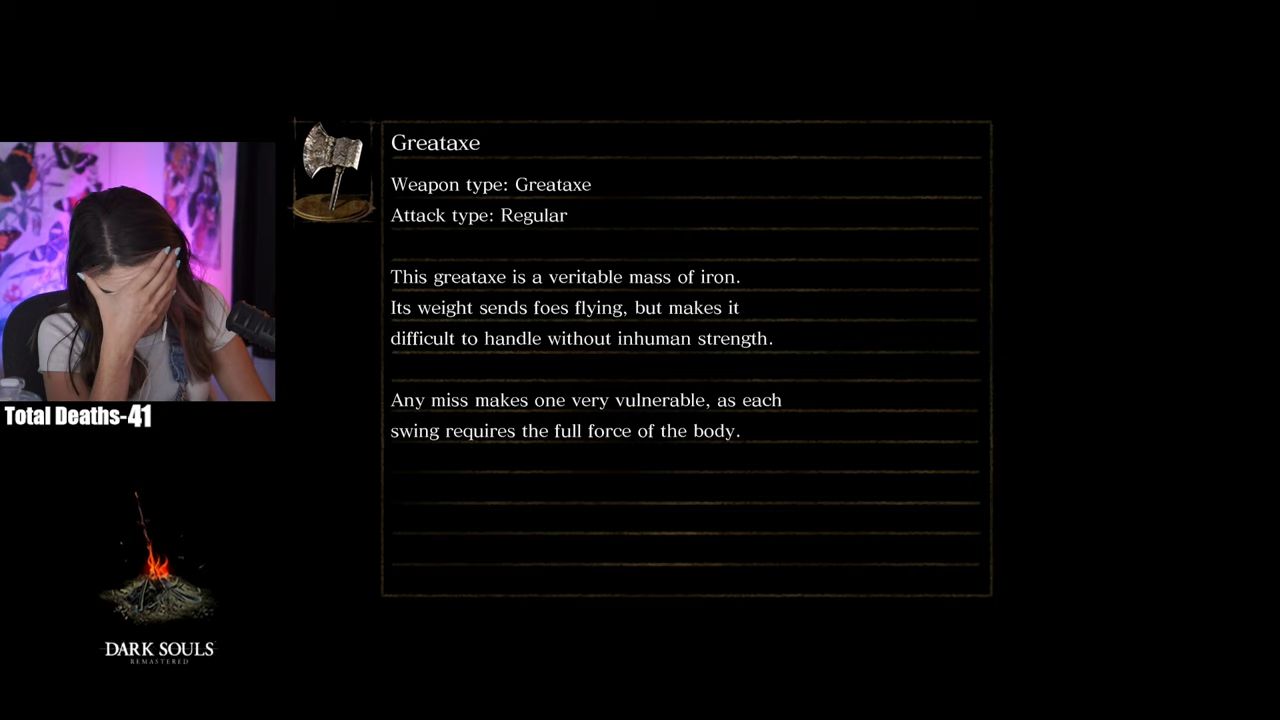 Greataxe
Weapon type: Greataxe
Attack type: Regular
This greataxe is a veritable mass of iron.
Its weight sends foes flying, but makes it
difficult to handle without inhuman strength.
Any miss makes one very vulnerable, as each
swing requires the full force of the body.
Total Deaths-41
DARK SOULS
REMASTERED